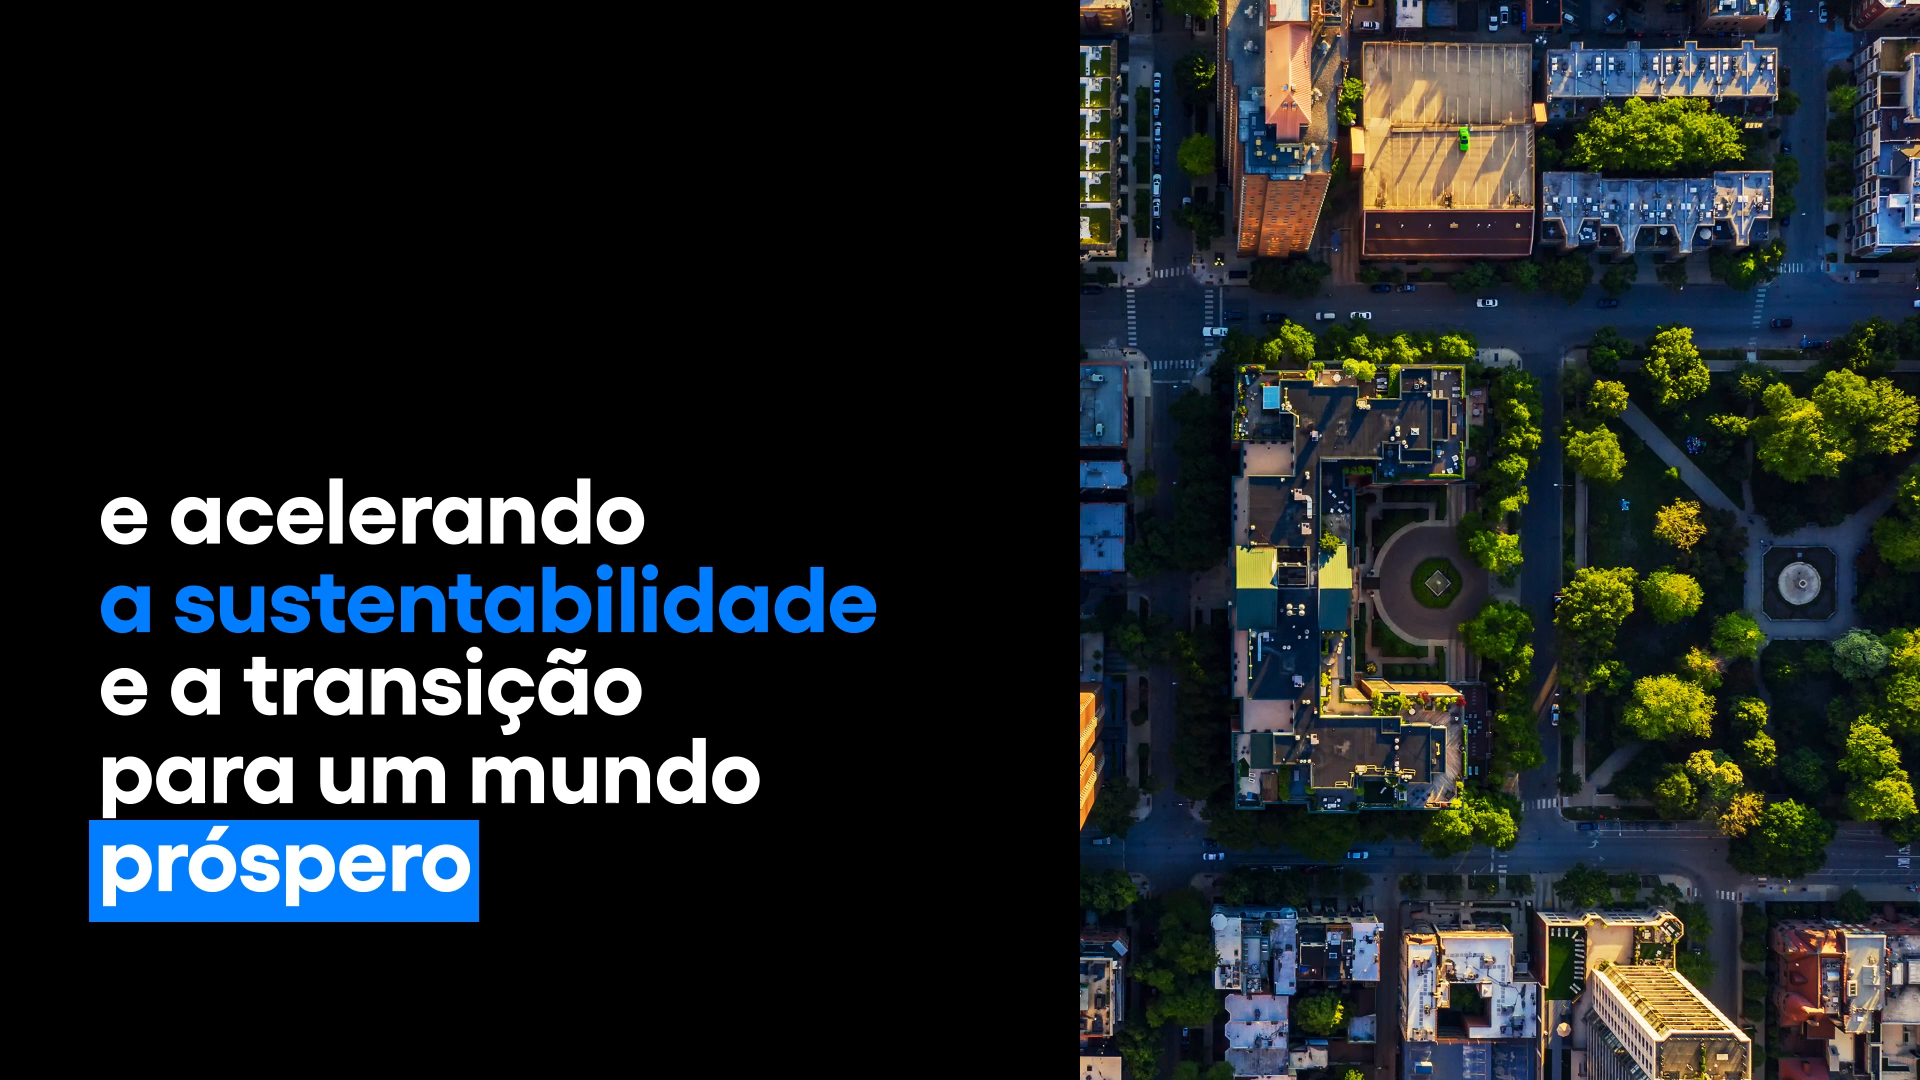 e acelerando
a sustentabilidade
e a transição
para um mundo
próspero